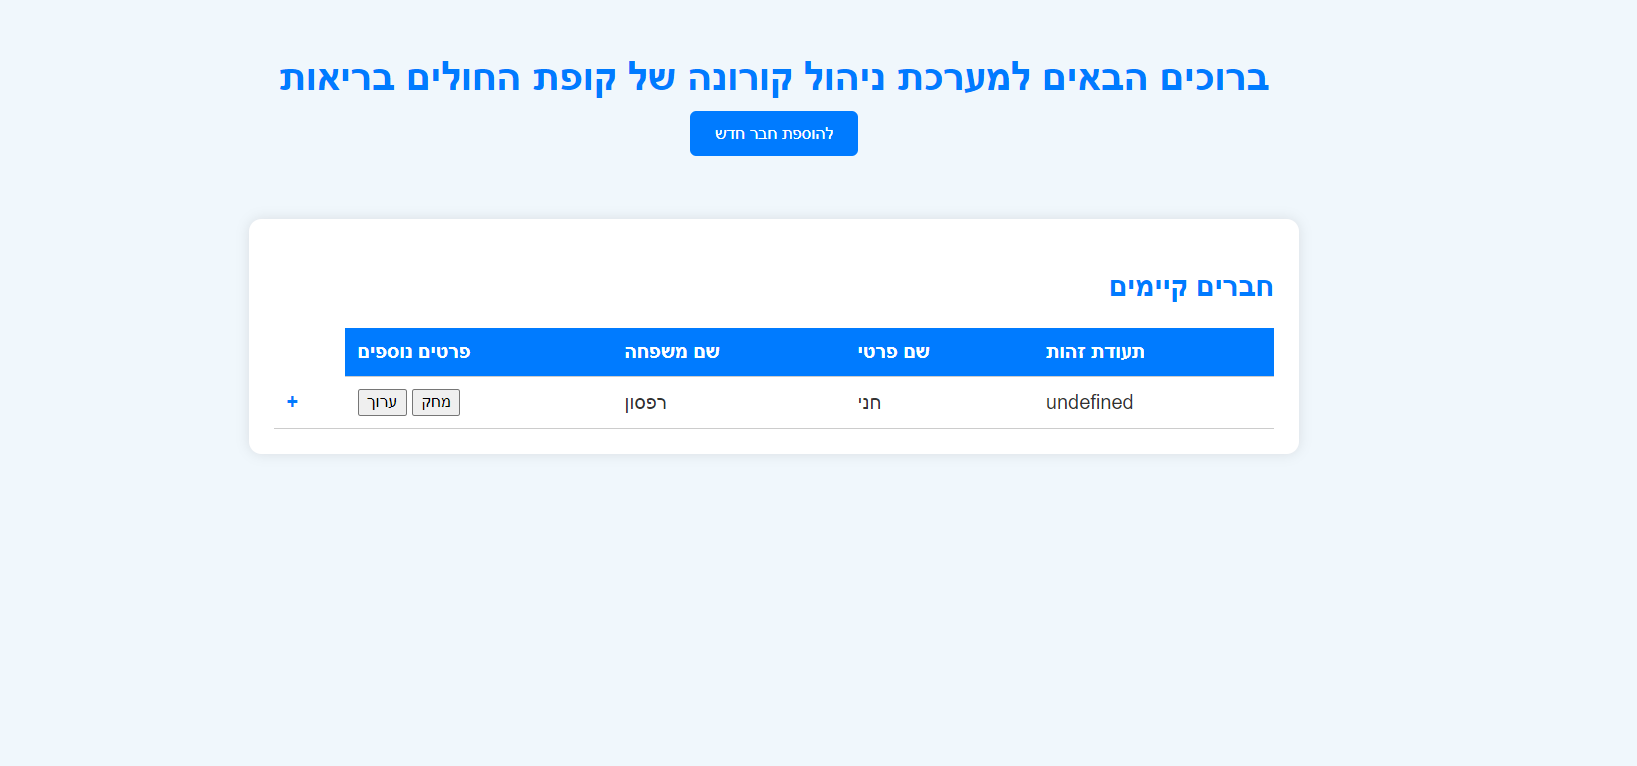 ברוכים הבאים למערכת ניהול קורונה של קופת החולים בריאות
להוספת חבר חדש
חברים קיימים
תעודת זהות שם פרטי שם משפחה פרטים נוספים
undefined חני רפסון מחק ערוך +